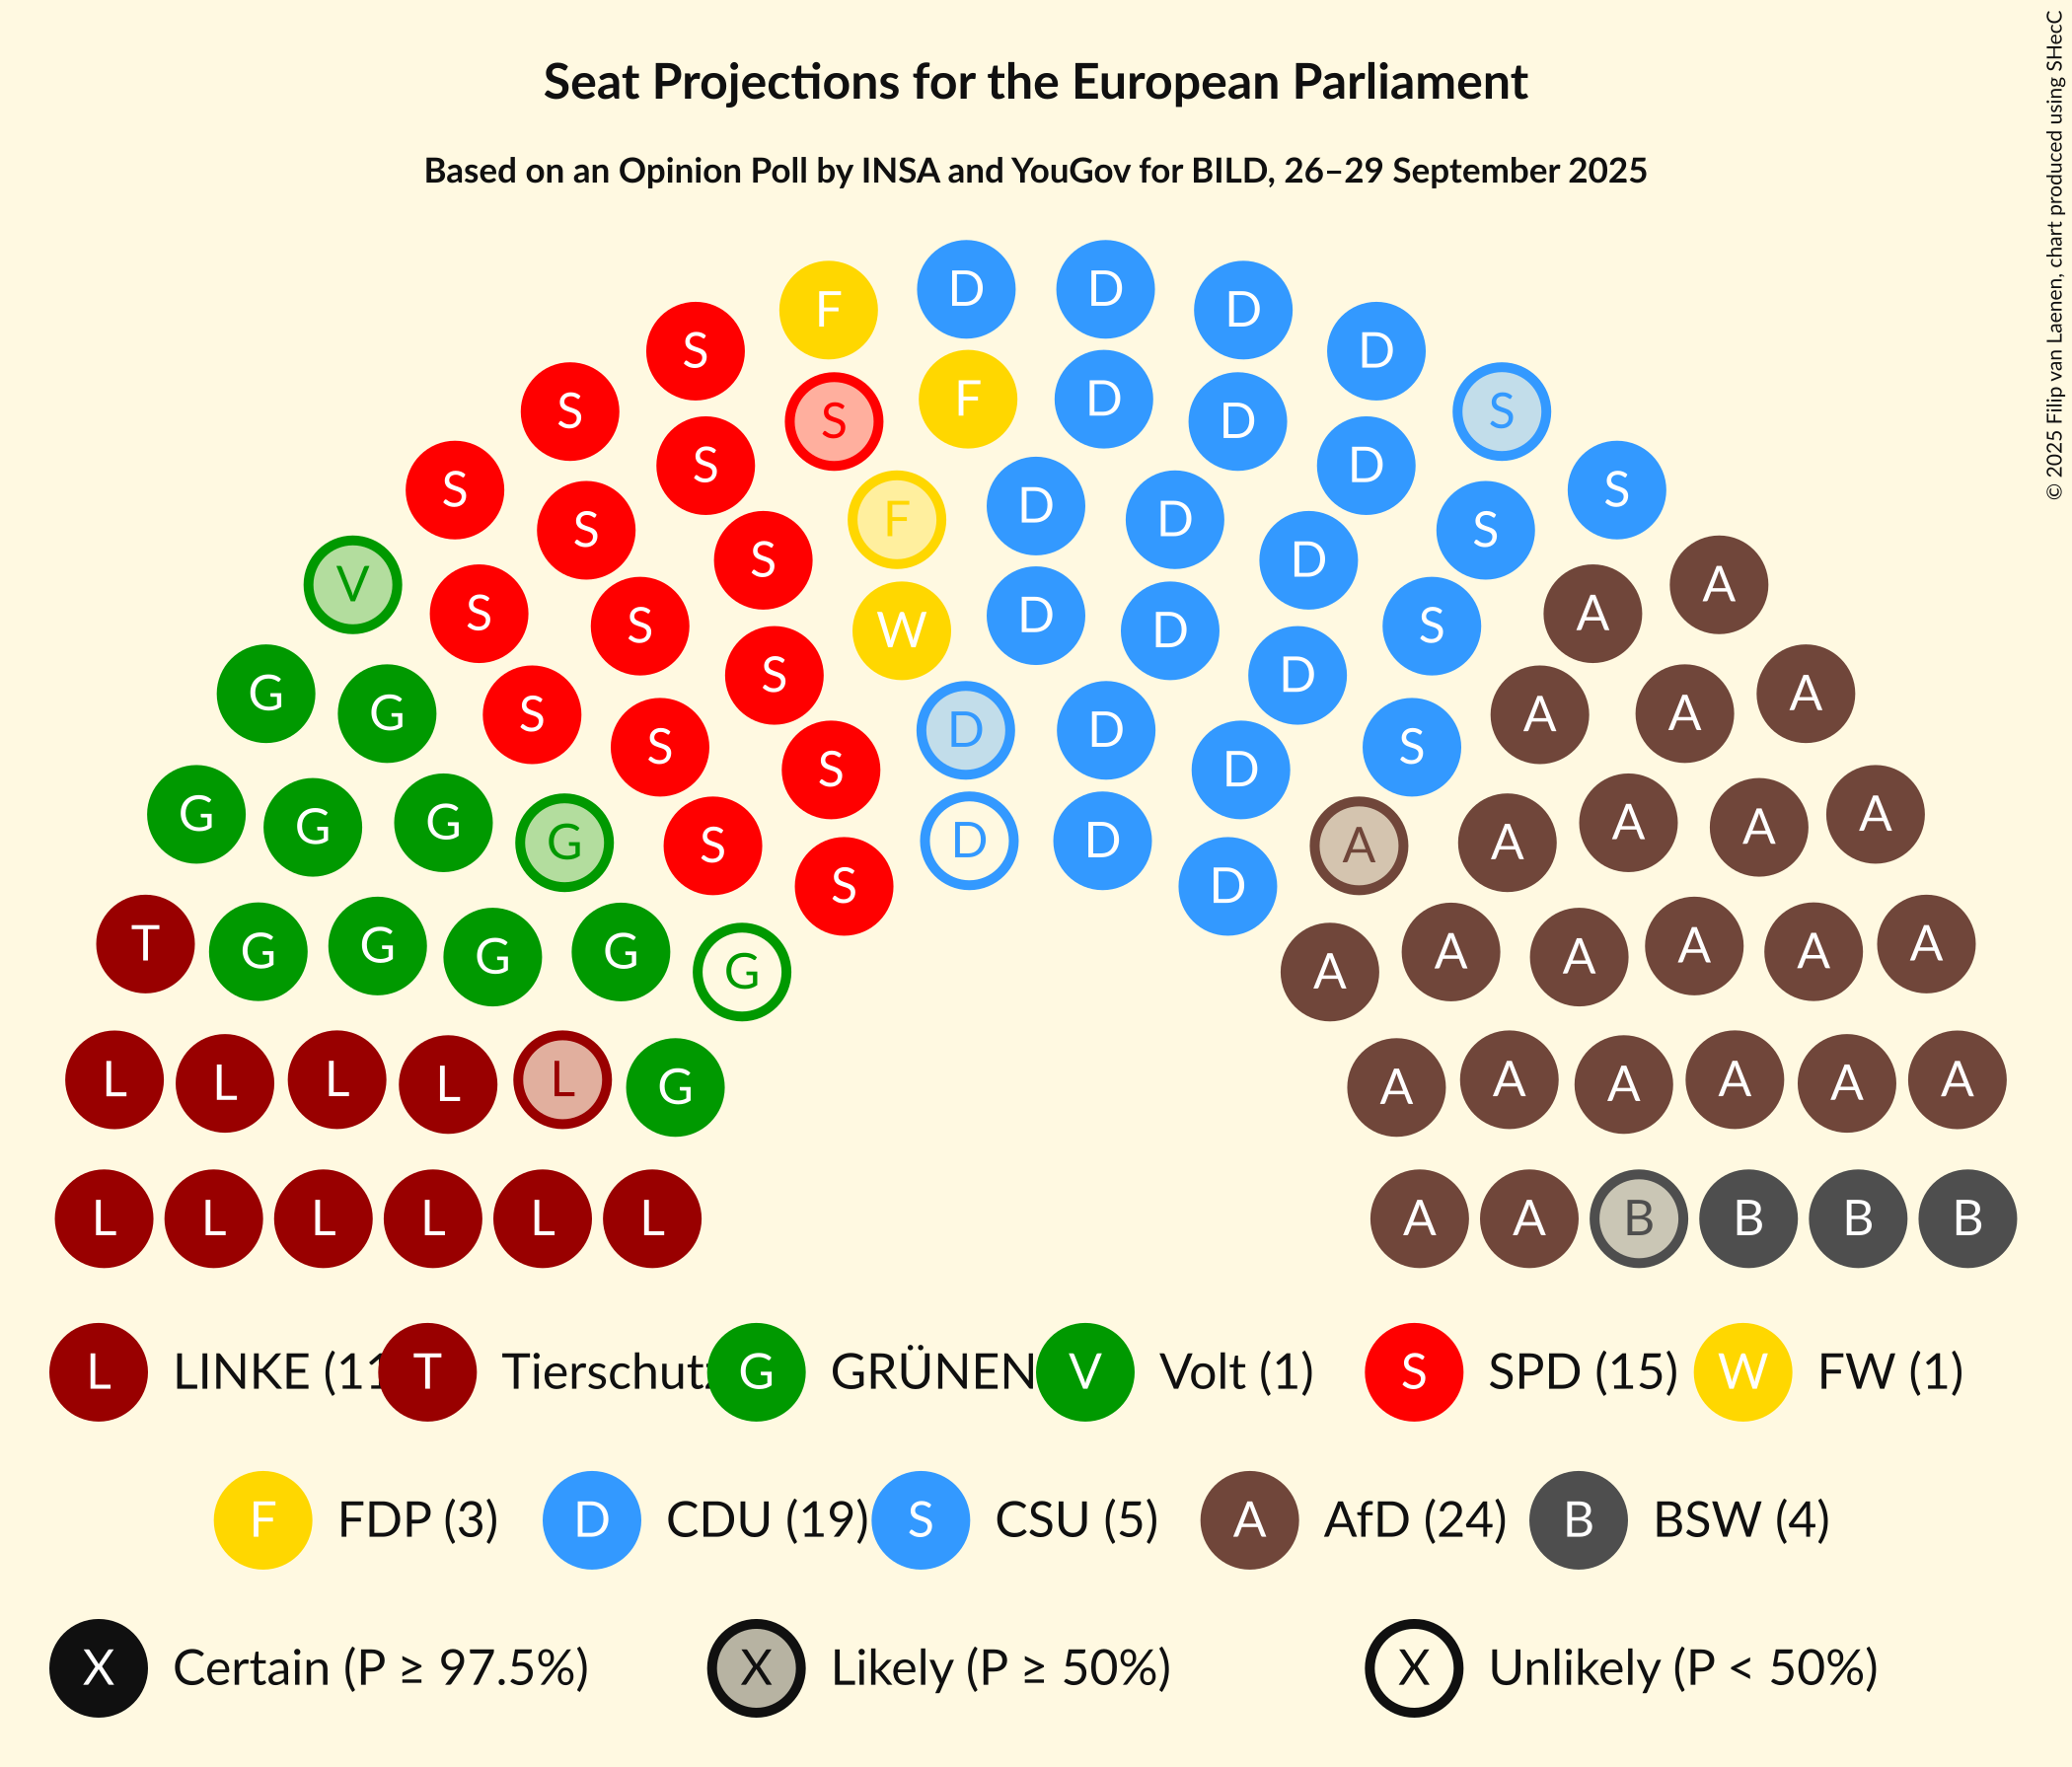 Seat Projections for the European Parliament
Based on an Opinion Poll by INSA and YouGov for BILD, 26–29 September 2025
© 2025 Filip van Laenen, chart produced using SHecC
D D
F D
S D
F D
S S
S D
S D
S S
F D
D
S S
S D
V A
S A
W D
D
S S
S D
G A
G A
S A
D D
S S
S D
G A
G A
G A
G A
S A
D D
S D
T A
G A
G A
G A
G A
G A
L L L L L G A A A A A A
L L L L L L A A B B B B
L LINKE (11 T Tierschutz G GRÜNEN V Volt (1) S SPD (15) W FW (1)
F FDP (3) D CDU (19) S CSU (5) A AfD (24) B BSW (4)
X Certain (P ≥ 97.5%) X Likely (P ≥ 50%) X Unlikely (P < 50%)